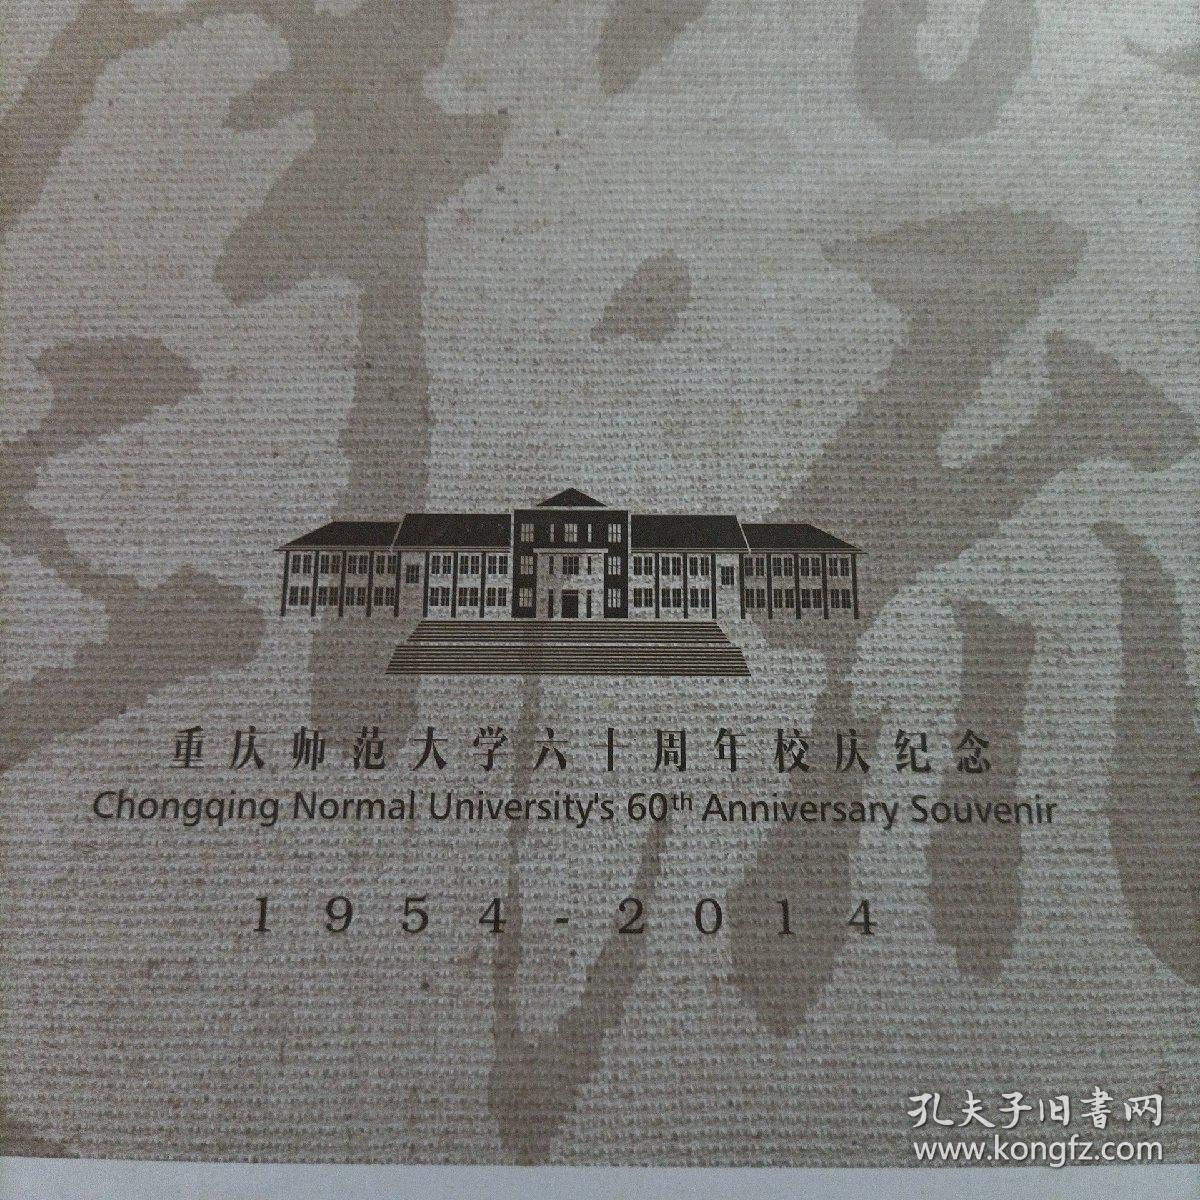 重庆师范大学六十周年校庆纪念
Chongqing Normal University's 60th Anniversary Souvenir
1954-2014
孔夫子旧書网
www.kongfz.com